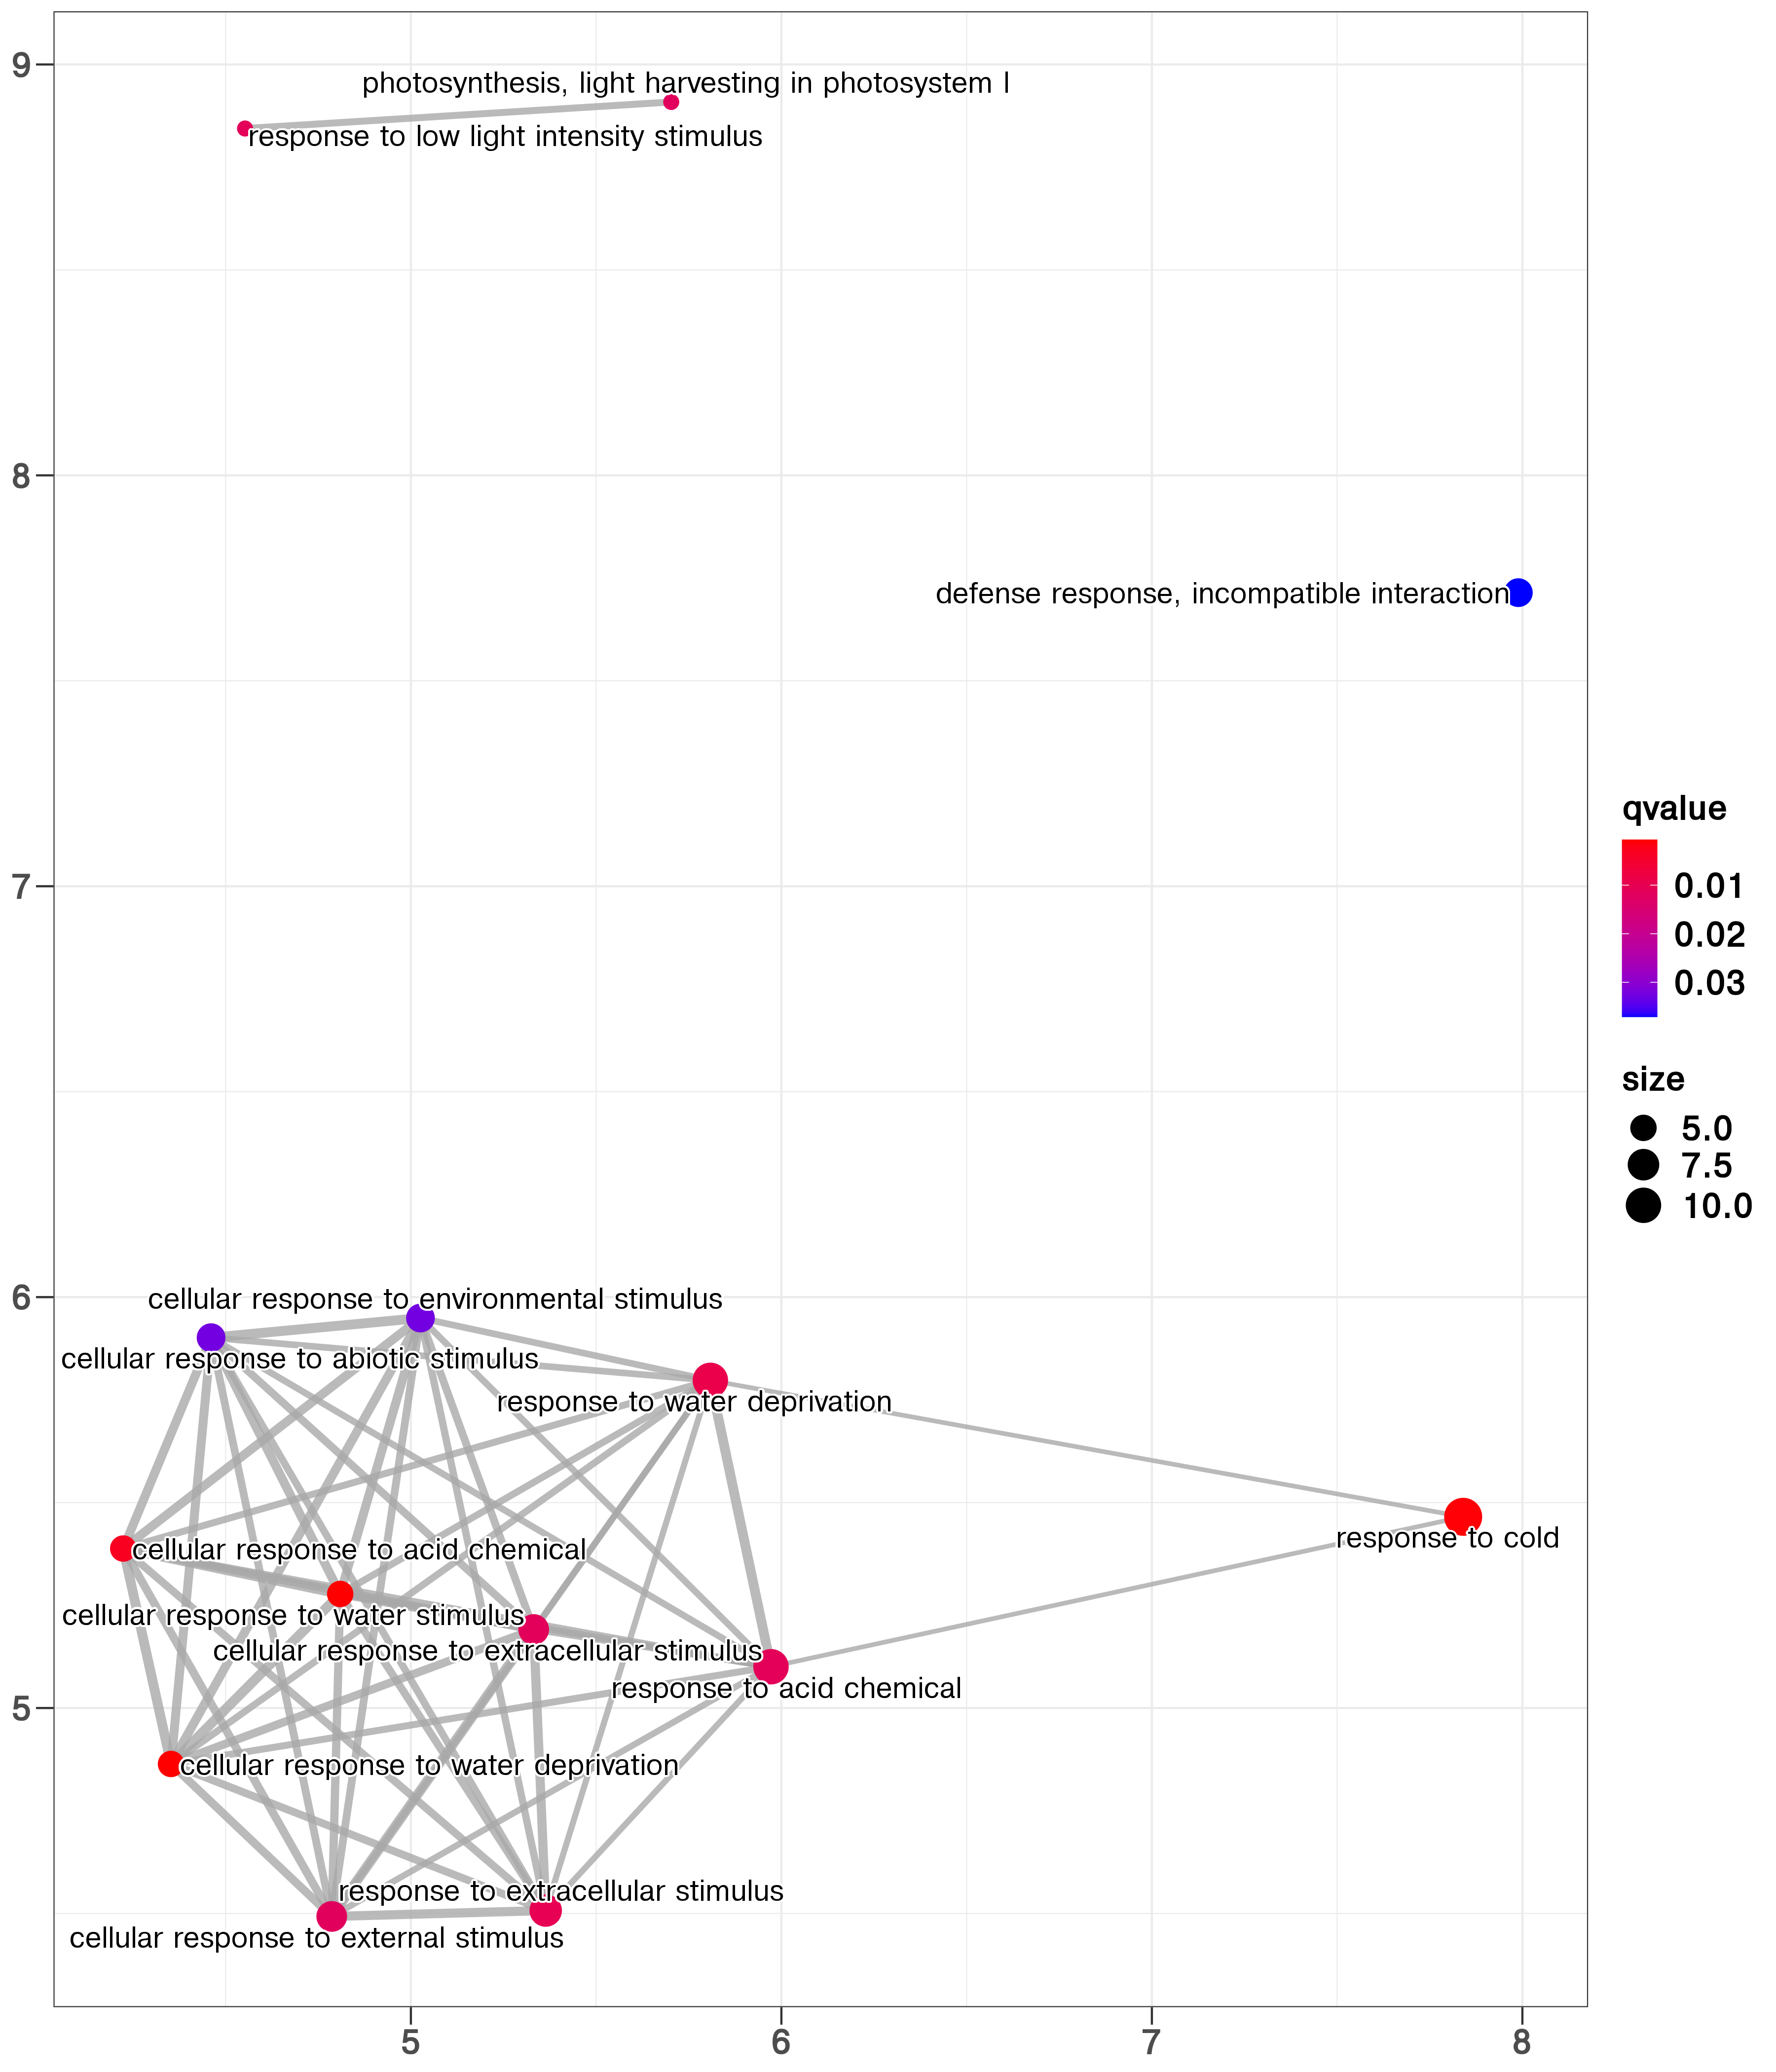 9
photosynthesis, light harvesting in photosystem I
response to low light intensity stimulus
8
defense response, incompatible interaction
7
qvalue
0.01
0.02
0.03
size
5.0
7.5
10.0
6
cellular response to environmental stimulus
cellular response to abiotic stimulus
response to water deprivation
response to cold
cellular response to acid chemical
cellular response to water stimulus
cellular response to extracellular stimulus
response to acid chemical
5
cellular response to water deprivation
response to extracellular stimulus
cellular response to external stimulus
5 6 7 8